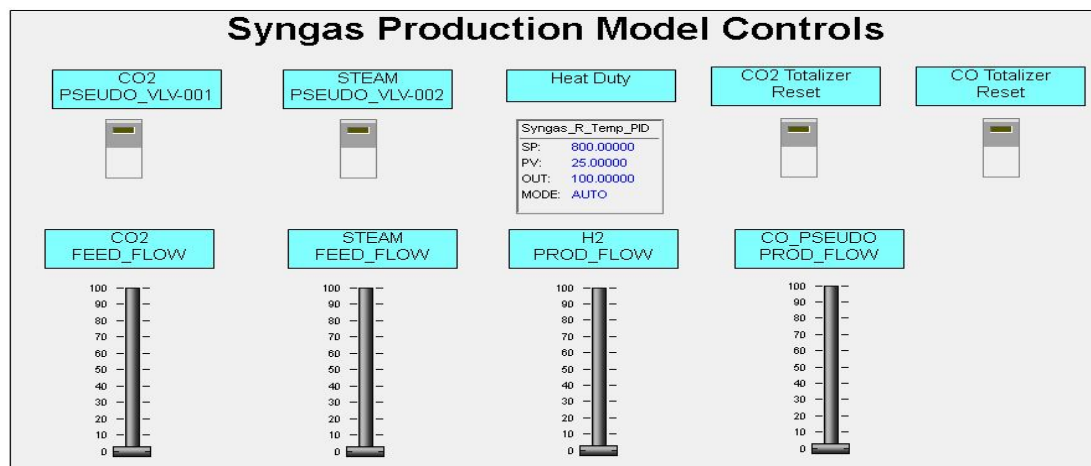 Syngas Production Model Controls
CO2
PSEUDO_VLV-001
STEAM
PSEUDO_VLV-002
Heat Duty
CO2 Totalizer
Reset
CO Totalizer
Reset
Syngas_R_Temp_PID
SP: 800.00000
PV: 25.00000
OUT: 100.00000
MODE: AUTO
CO2
FEED_FLOW
STEAM
FEED_FLOW
H2
PROD_FLOW
CO_PSEUDO
PROD_FLOW
100
90
80
70
60
50
40
30
20
10
0
100
90
80
70
60
50
40
30
20
10
0
100
90
80
70
60
50
40
30
20
10
0
100
90
80
70
60
50
40
30
20
10
0